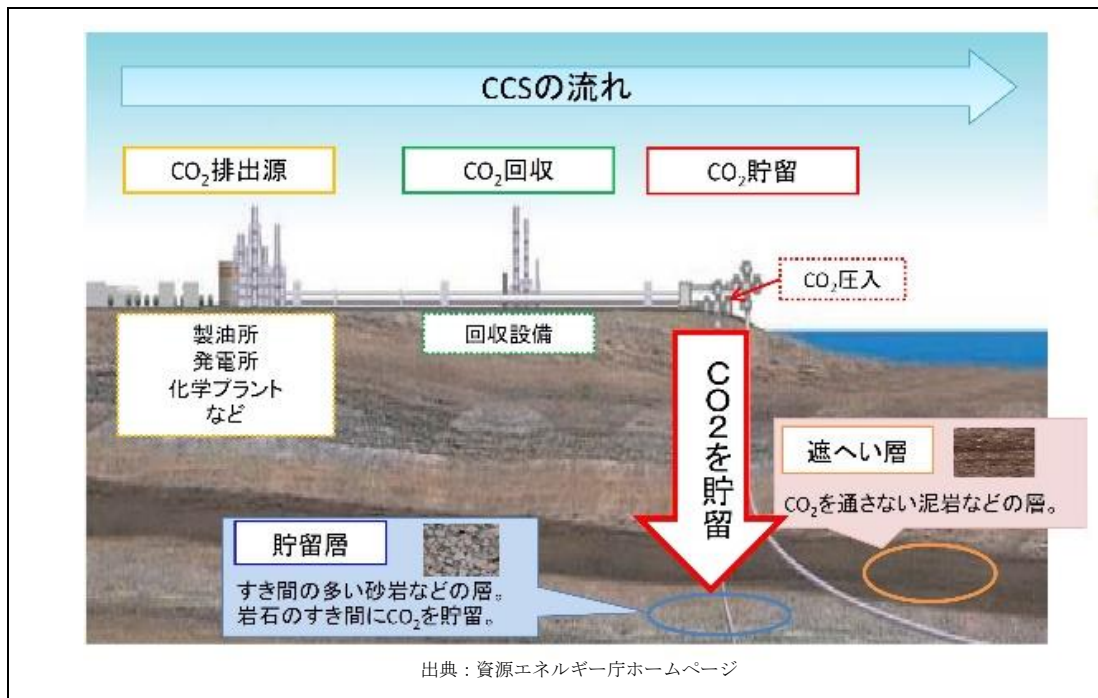 CCSの流れ
CO₂排出源
CO₂回収
CO₂貯留
CO₂圧入
製油所
発電所
化学プラント
など
回収設備
CO2を貯留
遮へい層
CO₂を通さない泥岩などの層。
貯留層
すき間の多い砂岩などの層。
岩石のすき間にCO₂を貯留。
出典：資源エネルギー庁ホームページ